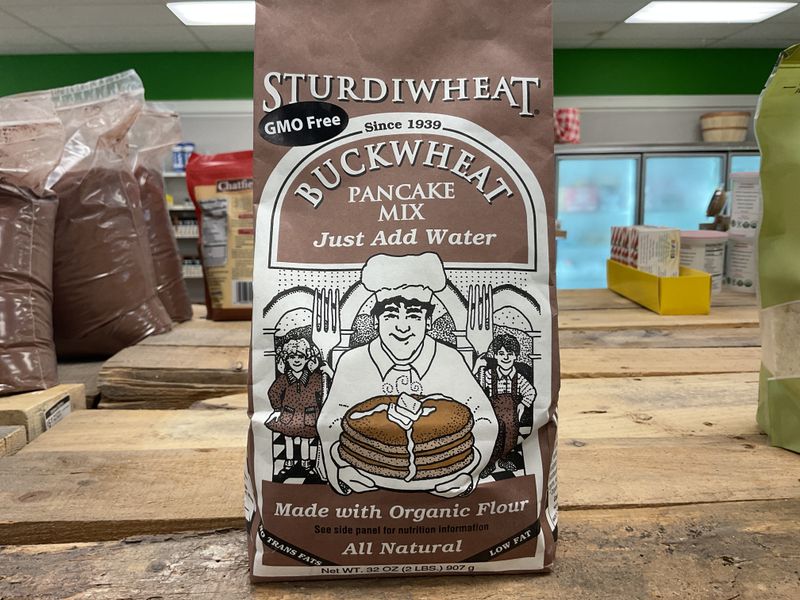 STURDIWHEAT
GMO Free
Since 1939
BUCKWHEAT
PANCAKE
MIX
Just Add Water
Made with Organic Flour
See side panel for nutrition information
All Natural
TRANS FATS
LOW FAT
Net WT. 32 OZ (2 LBS.) 907 g